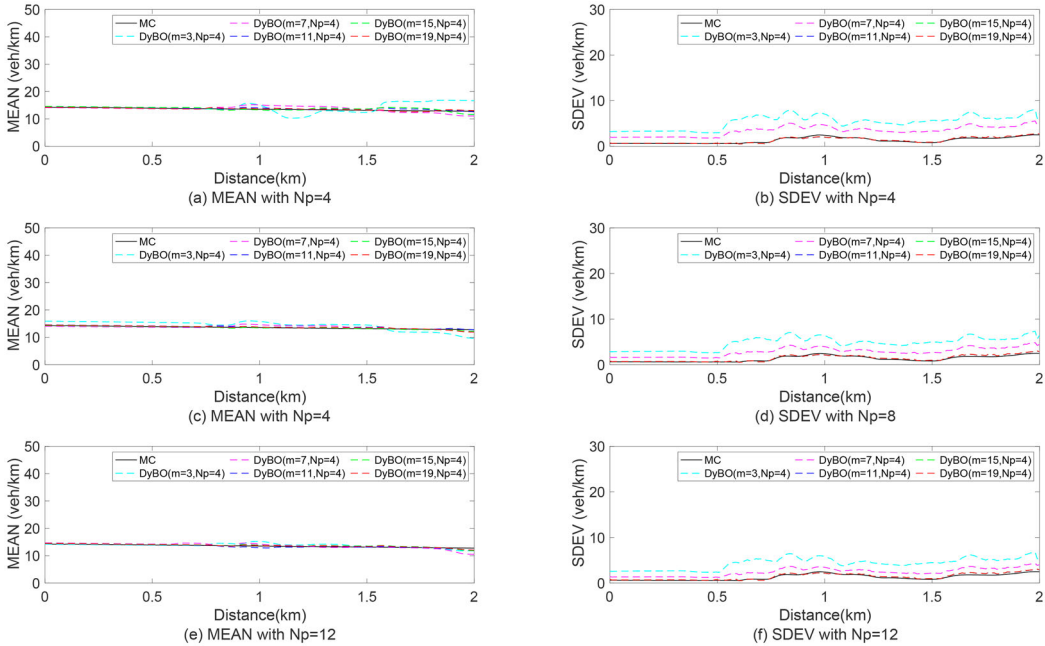 MEAN (veh/km)
50
40
30
20
10
0
MC
DyBO(m=3,Np=4)
DyBO(m=7,Np=4)
DyBO(m=11,Np=4)
DyBO(m=15,Np=4)
DyBO(m=19,Np=4)
0 0.5 1 1.5 2
Distance(km)
(a) MEAN with Np=4
SDEV (veh/km)
30
20
10
0
MC
DyBO(m=3,Np=4)
DyBO(m=7,Np=4)
DyBO(m=11,Np=4)
DyBO(m=15,Np=4)
DyBO(m=19,Np=4)
0 0.5 1 1.5 2
Distance(km)
(b) SDEV with Np=4
MEAN (veh/km)
50
40
30
20
10
0
MC
DyBO(m=3,Np=4)
DyBO(m=7,Np=4)
DyBO(m=11,Np=4)
DyBO(m=15,Np=4)
DyBO(m=19,Np=4)
0 0.5 1 1.5 2
Distance(km)
(c) MEAN with Np=4
SDEV (veh/km)
30
20
10
0
MC
DyBO(m=3,Np=4)
DyBO(m=7,Np=4)
DyBO(m=11,Np=4)
DyBO(m=15,Np=4)
DyBO(m=19,Np=4)
0 0.5 1 1.5 2
Distance(km)
(d) SDEV with Np=8
MEAN (veh/km)
50
40
30
20
10
0
MC
DyBO(m=3,Np=4)
DyBO(m=7,Np=4)
DyBO(m=11,Np=4)
DyBO(m=15,Np=4)
DyBO(m=19,Np=4)
0 0.5 1 1.5 2
Distance(km)
(e) MEAN with Np=12
SDEV (veh/km)
30
20
10
0
MC
DyBO(m=3,Np=4)
DyBO(m=7,Np=4)
DyBO(m=11,Np=4)
DyBO(m=15,Np=4)
DyBO(m=19,Np=4)
0 0.5 1 1.5 2
Distance(km)
(f) SDEV with Np=12